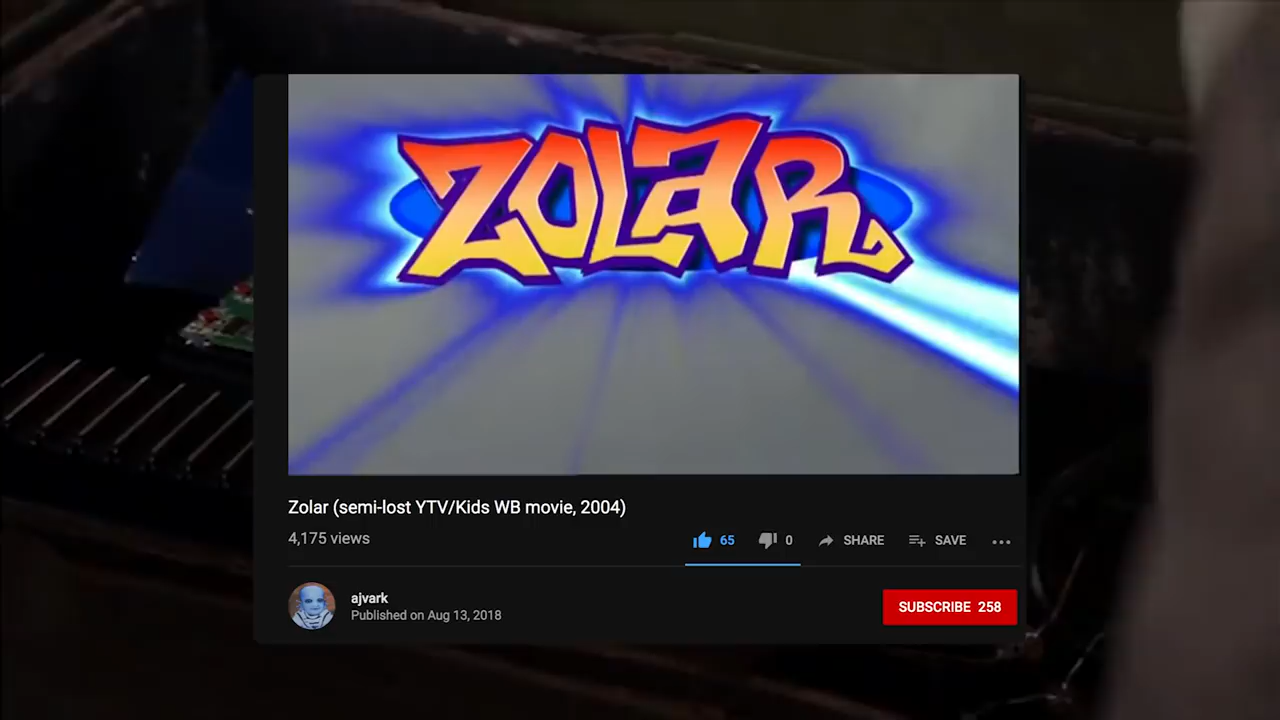 ZOLAR
Zolar (semi-lost YTV/Kids WB movie, 2004)
4,175 views
65 0 SHARE SAVE
ajvark
Published on Aug 13, 2018
SUBSCRIBE 258